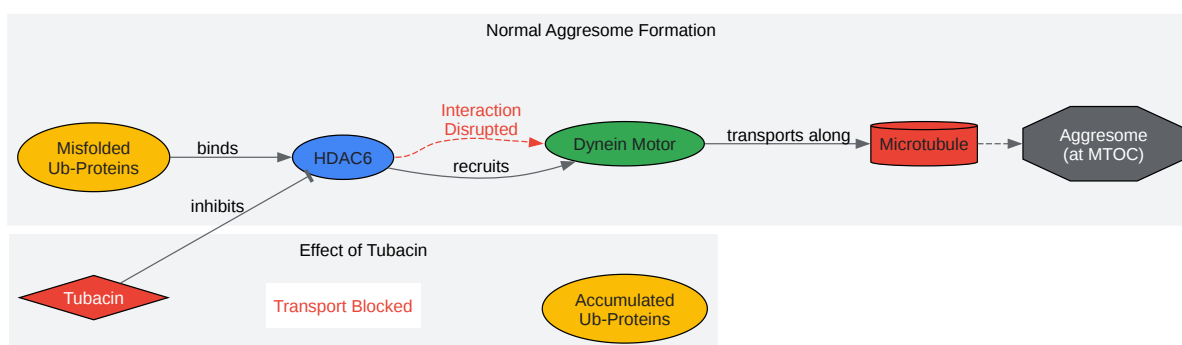 Normal Aggresome Formation
Misfolded
Ub-Proteins
binds
HDAC6
Interaction
Disrupted
recruits
Dynein Motor
transports along
Microtubule
Aggresome
(at MTOC)
inhibits
Effect of Tubacin
Tubacin
Transport Blocked
Accumulated
Ub-Proteins